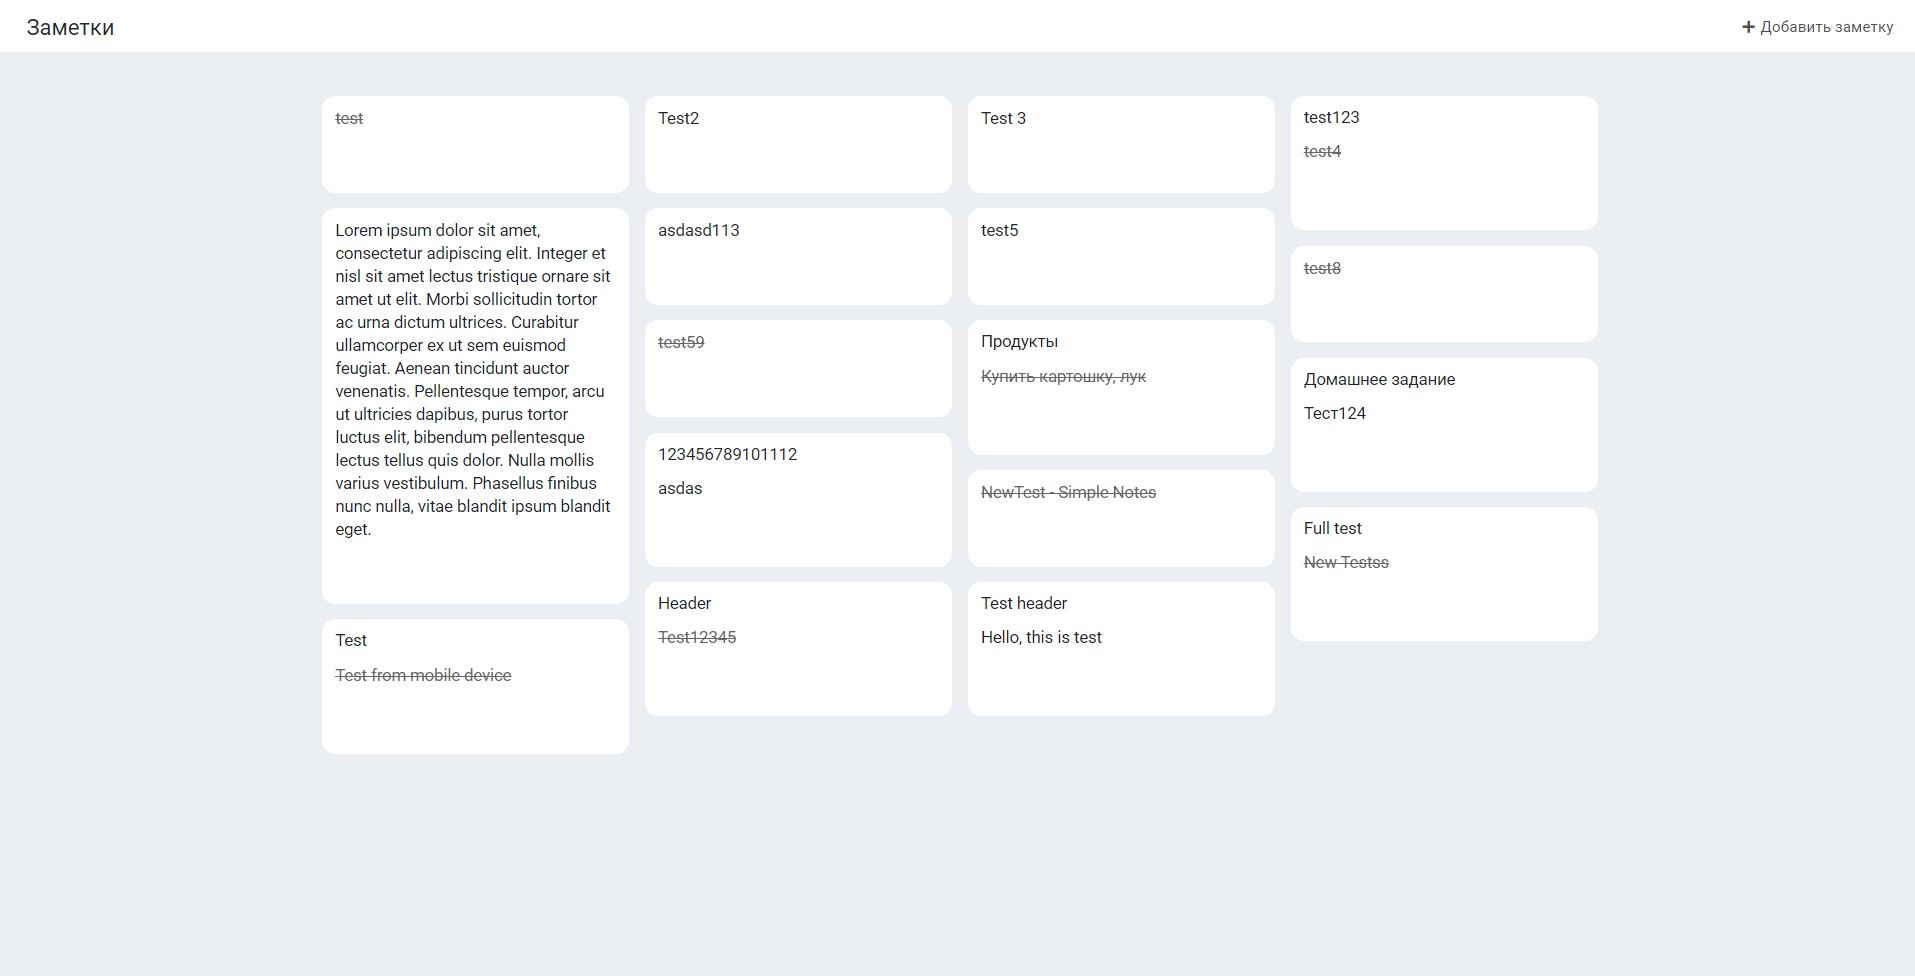 Заметки
Добавить заметку
test
Lorem ipsum dolor sit amet,
consectetur adipiscing elit. Integer et
nisl sit amet lectus tristique ornare sit
amet ut elit. Morbi sollicitudin tortor
ac urna dictum ultrices. Curabitur
ullamcorper ex ut sem euismod
feugiat. Aenean tincidunt auctor
venenatis. Pellentesque tempor, arcu
ut ultricies dapibus, purus tortor
luctus elit, bibendum pellentesque
lectus tellus quis dolor. Nulla mollis
varius vestibulum. Phasellus finibus
nunc nulla, vitae blandit ipsum blandit
eget.
Test
Test from mobile device
Test2
asdasd113
test59
123456789101112
asdas
Header
Test12345
Test 3
test5
Продукты
Купить картошку, лук
NewTest - Simple Notes
Test header
Hello, this is test
test123
test4
test8
Домашнее задание
Тест124
Full test
New Testss